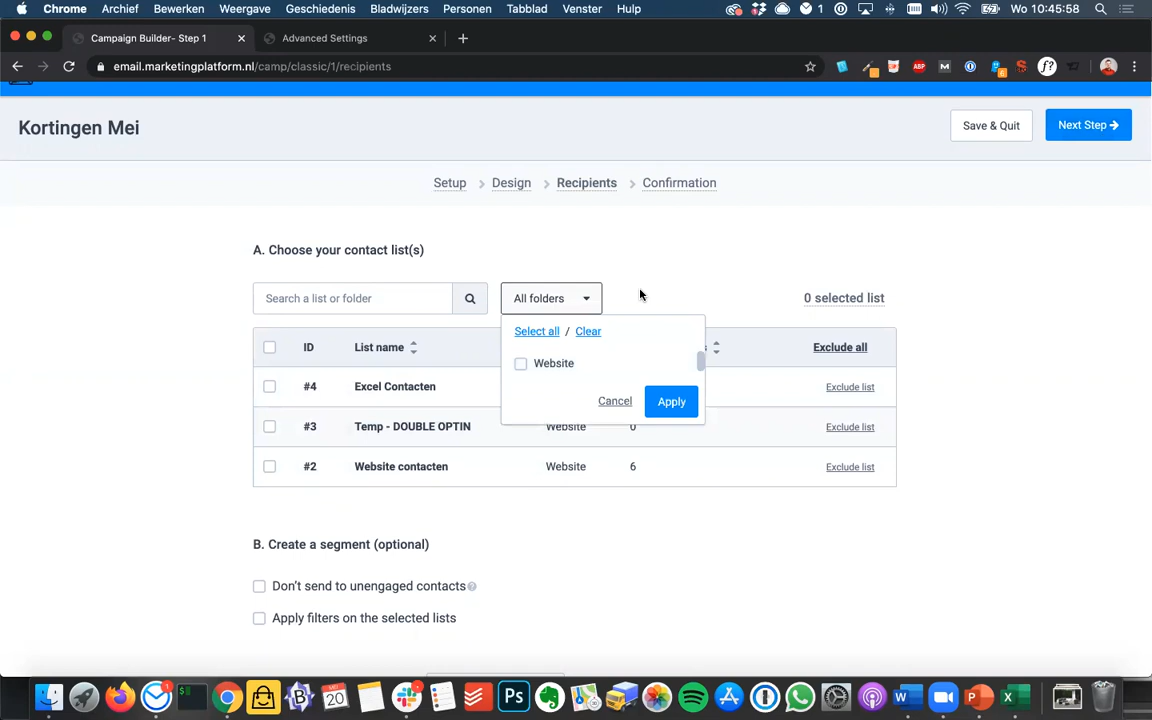 Chrome Archief Bewerken Weergave Geschiedenis Bladwijzers Personen Tabblad Venster Hulp 1 Wo 10:45:58
Campaign Builder- Step 1 Advanced Settings
email.marketingplatform.nl/camp/classic/1/recipients
Kortingen Mei Save & Quit Next Step
Setup Design Recipients Confirmation
A. Choose your contact list(s)
Search a list or folder All folders 0 selected list
Select all / Clear
ID List name Exclude all
Website
#4 Excel Contacten Exclude list
Cancel Apply
#3 Temp - DOUBLE OPTIN Website 0 Exclude list
#2 Website contacten Website 6 Exclude list
B. Create a segment (optional)
Don't send to unengaged contacts
Apply filters on the selected lists